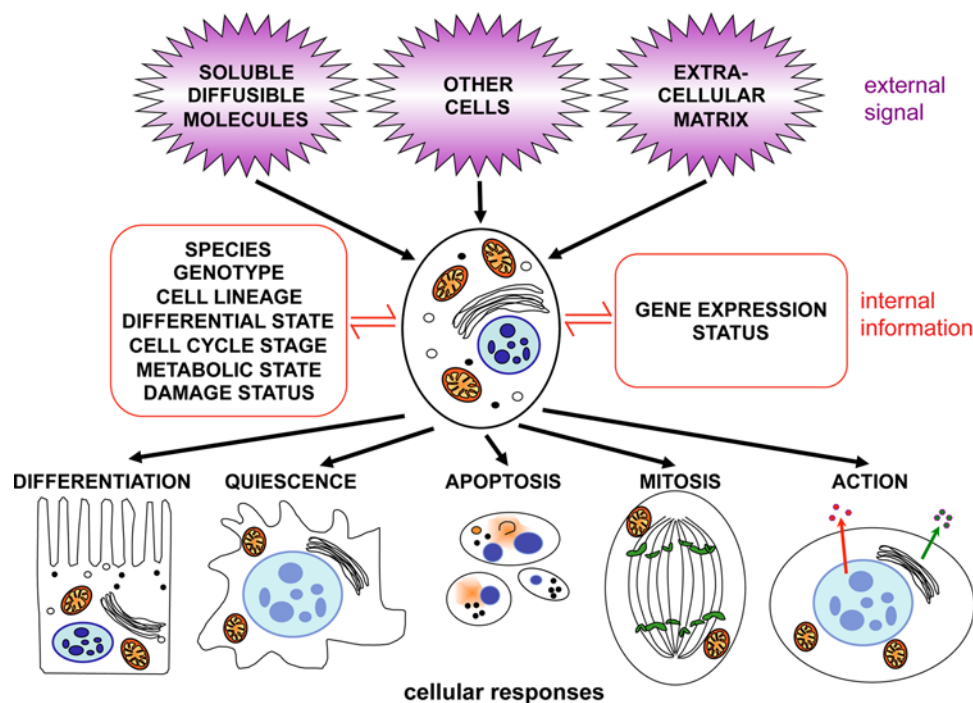 SOLUBLE
DIFFUSIBLE
MOLECULES
OTHER
CELLS
EXTRA-
CELLULAR
MATRIX
external
signal
SPECIES
GENOTYPE
CELL LINEAGE
DIFFERENTIAL STATE
CELL CYCLE STAGE
METABOLIC STATE
DAMAGE STATUS
GENE EXPRESSION
STATUS
internal
information
DIFFERENTIATION
QUIESCENCE
APOPTOSIS
MITOSIS
ACTION
cellular responses